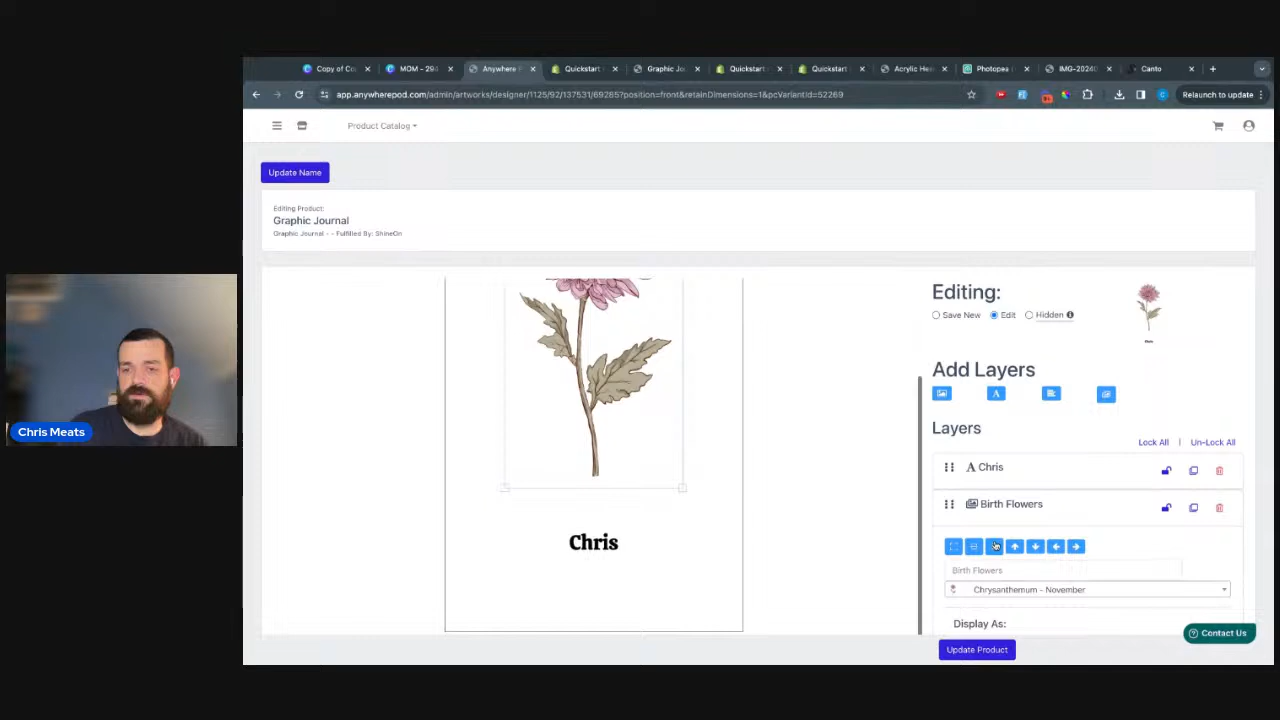 Copy of Co
MOM - 294
Anywhere P
Quickstart
Graphic Jo
Quickstart
Quickstart
Acrylic He
Photopea (
IMG-2024
Canto
app.anywherepod.com/admin/artworks/designer/1125/92/137531/69285?position=front&retainDimensions=1&pcVariantId=52269
Relaunch to update
Product Catalog
Update Name
Editing Product:
Graphic Journal
Graphic Journal - - Fulfilled By: ShineOn
Editing:
Save New
Edit
Hidden
Chris
Add Layers
Layers
Lock All | Un-Lock All
A Chris
Birth Flowers
Birth Flowers
Chrysanthemum - November
Display As:
Chris
Contact Us
Update Product
Chris Meats